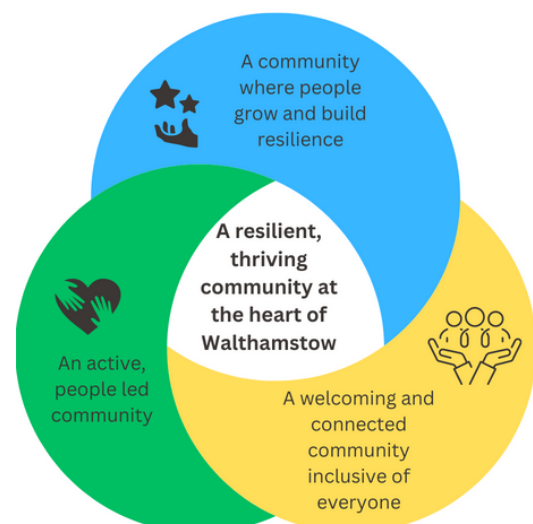 A community
where people
grow and build
resilience
A resilient,
thriving
community at
the heart of
Walthamstow
An active,
people led
community
A welcoming and
connected
community
inclusive of
everyone